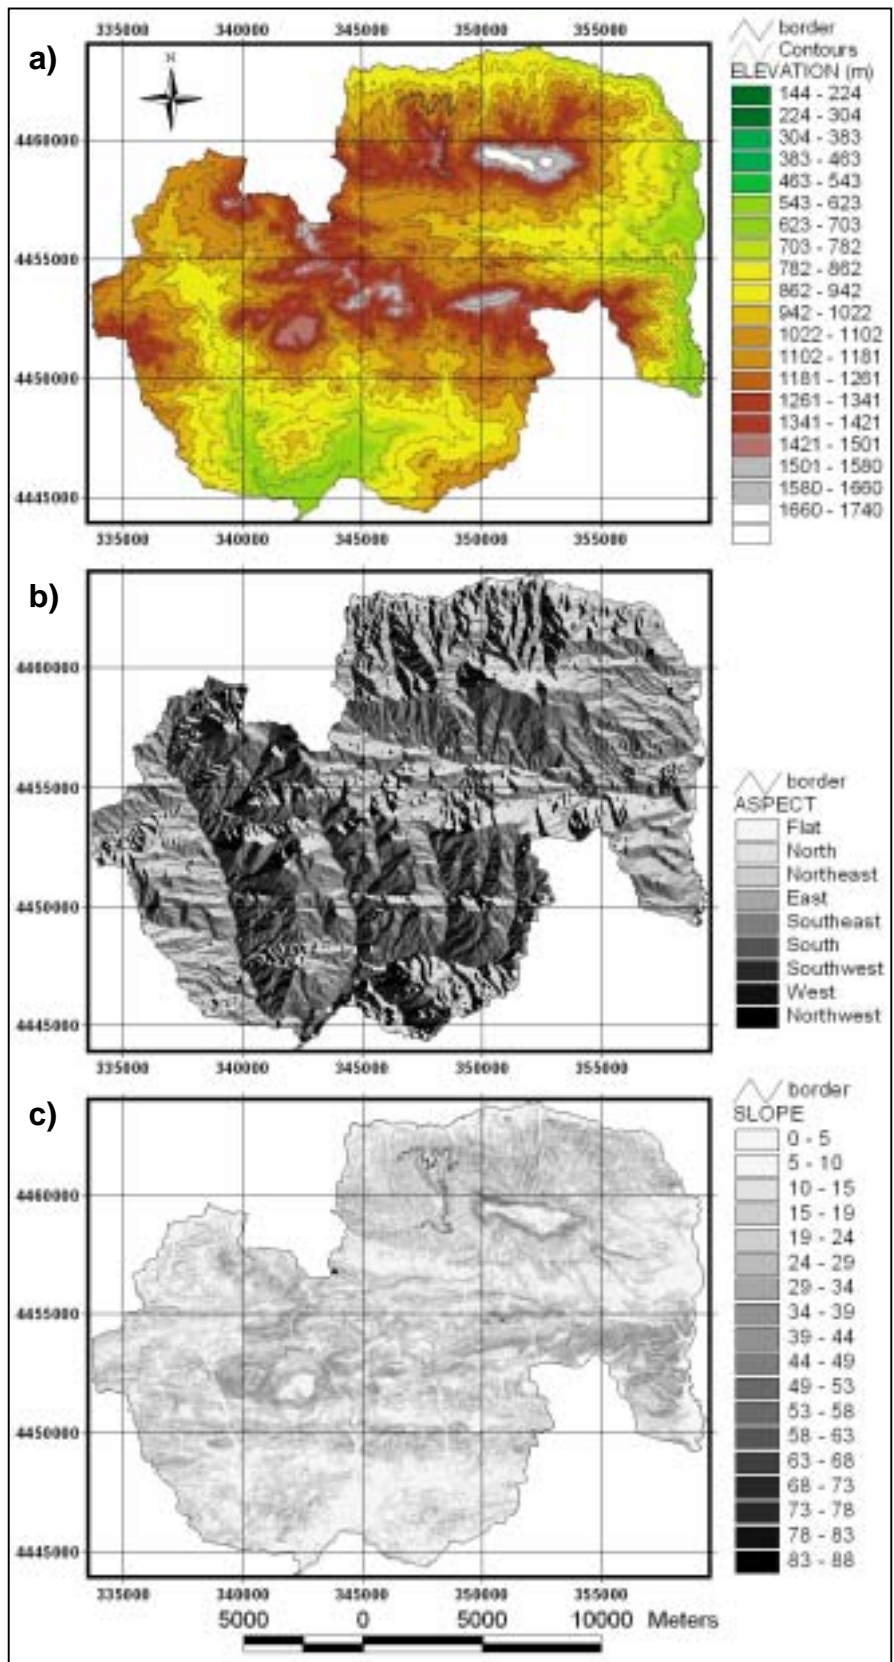 a)
335000 340000 345000 350000 355000
N
4460000
4455000
4450000
4445000
335000 340000 345000 350000 355000
border
Contours
ELEVATION (m)
144 - 224
224 - 304
304 - 383
383 - 463
463 - 543
543 - 623
623 - 703
703 - 782
782 - 862
862 - 942
942 - 1022
1022 - 1102
1102 - 1181
1181 - 1261
1261 - 1341
1341 - 1421
1421 - 1501
1501 - 1580
1580 - 1660
1660 - 1740
b)
4460000
4455000
4450000
4445000
335000 340000 345000 350000 355000
border
ASPECT
Flat
North
Northeast
East
Southeast
South
Southwest
West
Northwest
c)
4460000
4455000
4450000
4445000
335000 340000 345000 350000 355000
border
SLOPE
0 - 5
5 - 10
10 - 15
15 - 19
19 - 24
24 - 29
29 - 34
34 - 39
39 - 44
44 - 49
49 - 53
53 - 58
58 - 63
63 - 68
68 - 73
73 - 78
78 - 83
83 - 88
5000 0 5000 10000 Meters